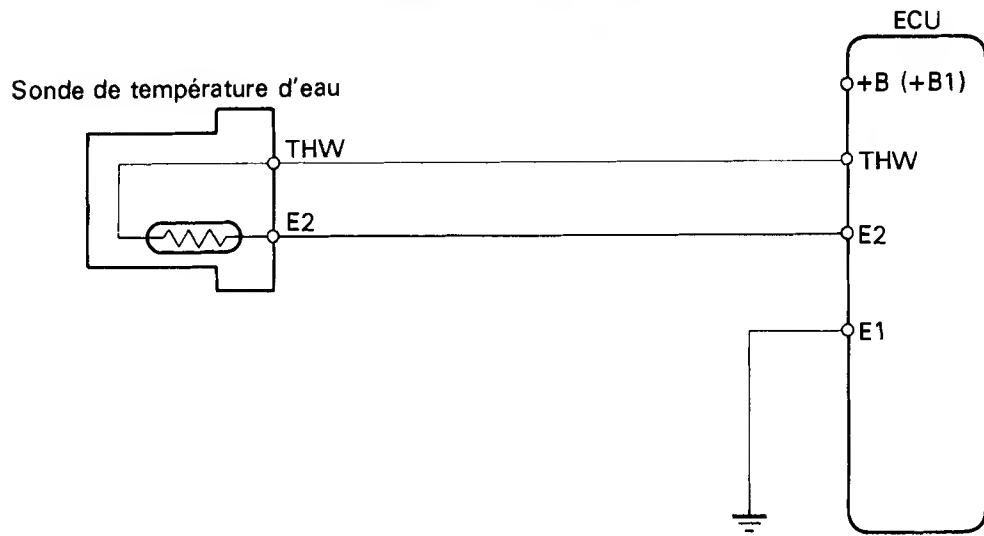 ECU
+B (+B1)
Sonde de température d'eau
THW
THW
E2
E2
E1